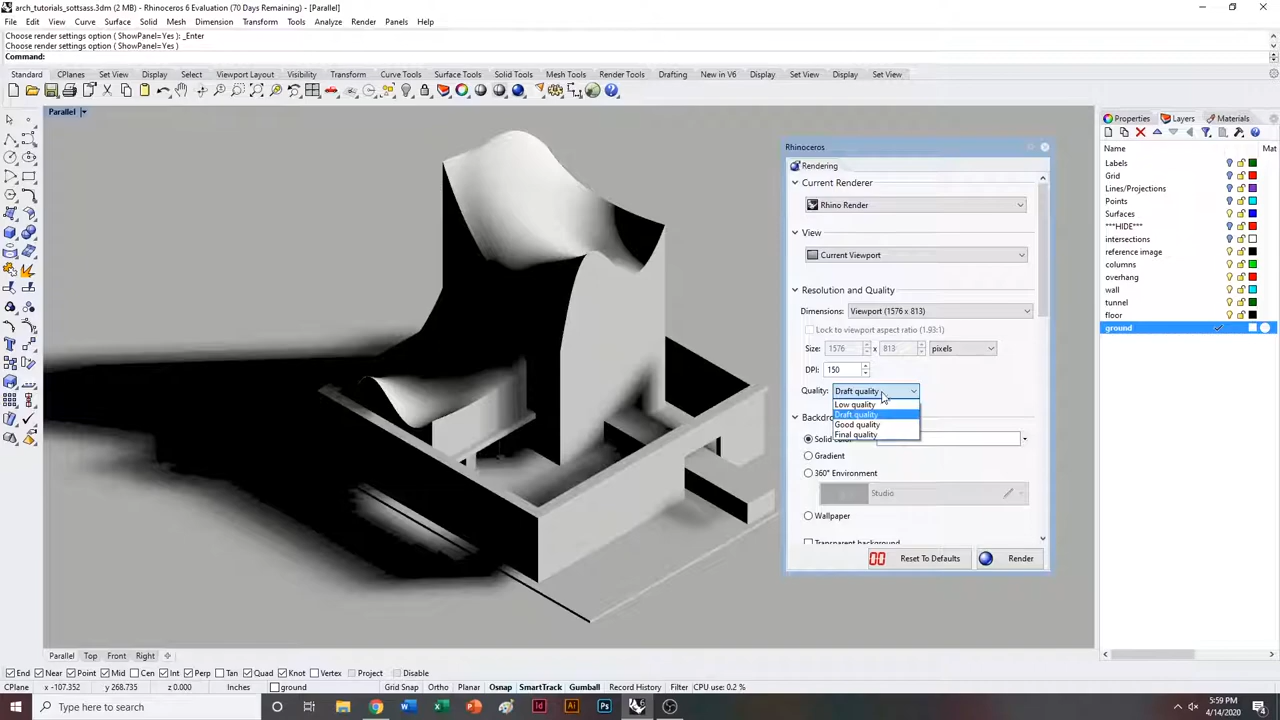 arch_tutorials_sottsass.3dm (2 MB) - Rhinoceros 6 Evaluation (70 Days Remaining) - [Parallel]
File Edit View Curve Surface Solid Mesh Dimension Transform Tools Analyze Render Panels Help
Choose render settings option ( ShowPanel=Yes ): _Enter
Choose render settings option ( ShowPanel=Yes )
Command:
Standard CPlanes Set View Display Select Viewport Layout Visibility Transform Curve Tools Surface Tools Solid Tools Mesh Tools Render Tools Drafting New in V6 Display Set View Display Set View
Parallel
Rhinoceros
Rendering
Current Renderer
Rhino Render
View
Current Viewport
Resolution and Quality
Dimensions: Viewport (1576 x 813)
Lock to viewport aspect ratio (1.93:1)
Size: 1576 x 813 pixels
DPI: 150
Quality: Draft quality
Low quality
Draft quality
Good quality
Final quality
Solid
Gradient
360° Environment
Studio
Wallpaper
Transparent background
Reset To Defaults Render
Properties Layers Materials
Name Mat
Labels
Grid
Lines/Projections
Points
Surfaces
***HIDE***
intersections
reference image
columns
overhang
wall
tunnel
floor
ground
Parallel Top Front Right
End Near Point Mid Cen Int Perp Tan Quad Knot Vertex Project Disable
CPlane x -107.352 y 268.735 z 0.000 Inches ground Grid Snap Ortho Planar Osnap SmartTrack Gumball Record History Filter CPU use: 0.2 %
Type here to search
5:59 PM
4/14/2020